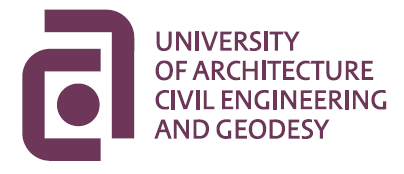 UNIVERSITY
OF ARCHITECTURE
CIVIL ENGINEERING
AND GEODESY